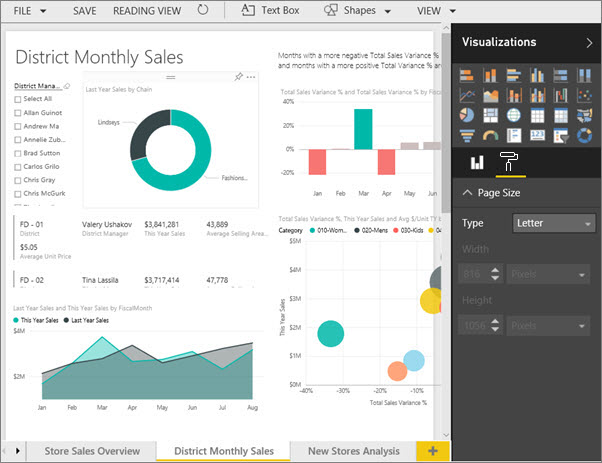 FILE SAVE READING VIEW Text Box Shapes VIEW
District Monthly Sales
Months with a more negative Total Sales Variance %
and months with a more positive Total Variance %
District Mana...
Select All
Allan Guinot
Andrew Ma
Annelie Zub...
Brad Sutton
Carlos Grilo
Chris Gray
Chris McGurk
Last Year Sales by Chain
Lindseys
Fashions...
Total Sales Variance % and Total Sales Variance % by Fisca
40%
20%
0%
-20%
Jan Feb Mar Apr May Jun
FD - 01 Valery Ushakov $3,841,281 43,889
District District Manager This Year Sales Average Selling Area...
$5.05
Average Unit Price
FD - 02 Tina Lassila $3,717,414 47,778
Total Sales Variance %, This Year Sales and Avg $/Unit TY b
Category 010-Wom... 020-Mens 030-Kids 04
$5M
$4M
$3M
$2M
$1M
$0M
-40% -30% -20% -10% 0%
Total Sales Variance %
Last Year Sales and This Year Sales by FiscalMonth
This Year Sales Last Year Sales
$4M
$2M
Jan Feb Mar Apr May Jun Jul Aug
Store Sales Overview District Monthly Sales New Stores Analysis +
Visualizations
Page Size
Type Letter
Width
816 Pixels
Height
1056 Pixels